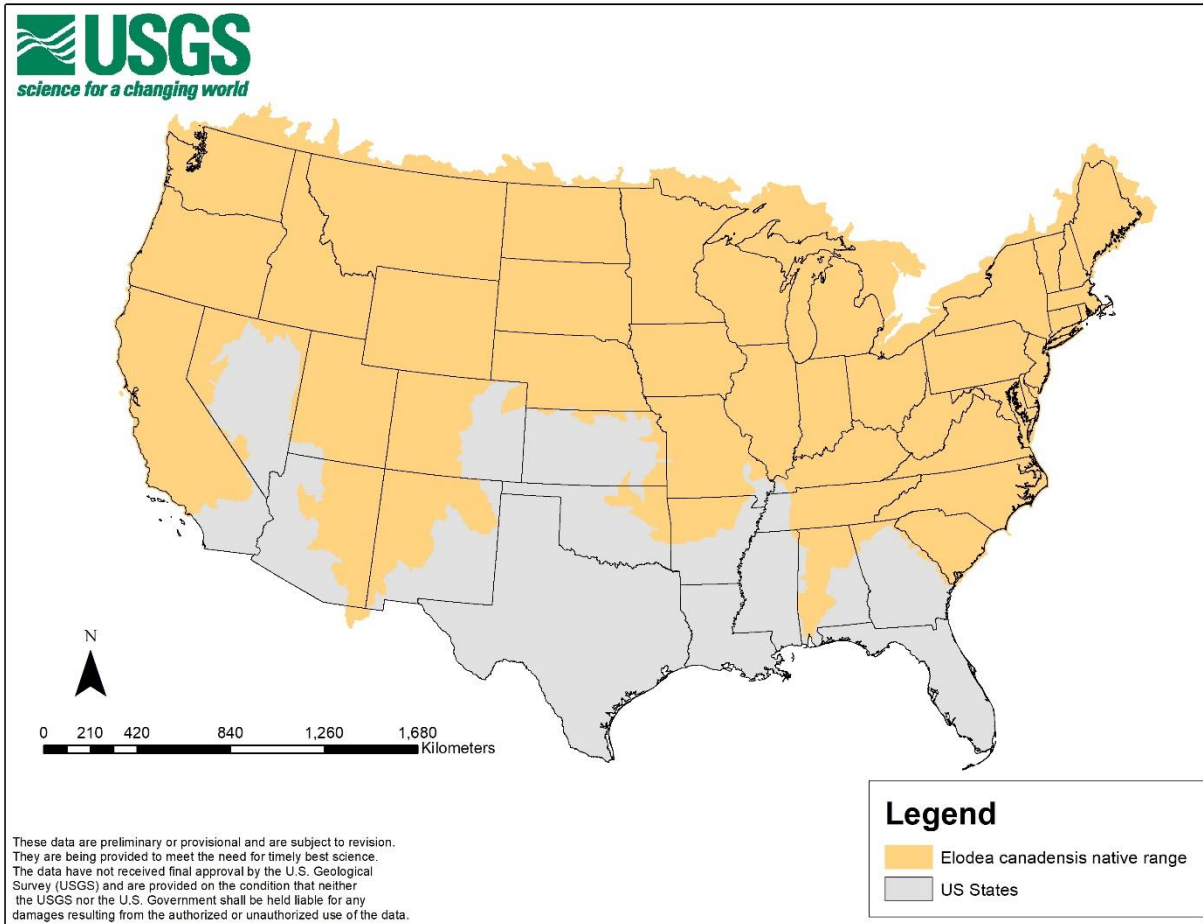 USGS
science for a changing world
N
0 210 420 840 1,260 1,680
Kilometers
These data are preliminary or provisional and are subject to revision.
They are being provided to meet the need for timely best science.
The data have not received final approval by the U.S. Geological
Survey (USGS) and are provided on the condition that neither
the USGS nor the U.S. Government shall be held liable for any
damages resulting from the authorized or unauthorized use of the data.
Legend
Elodea canadensis native range
US States